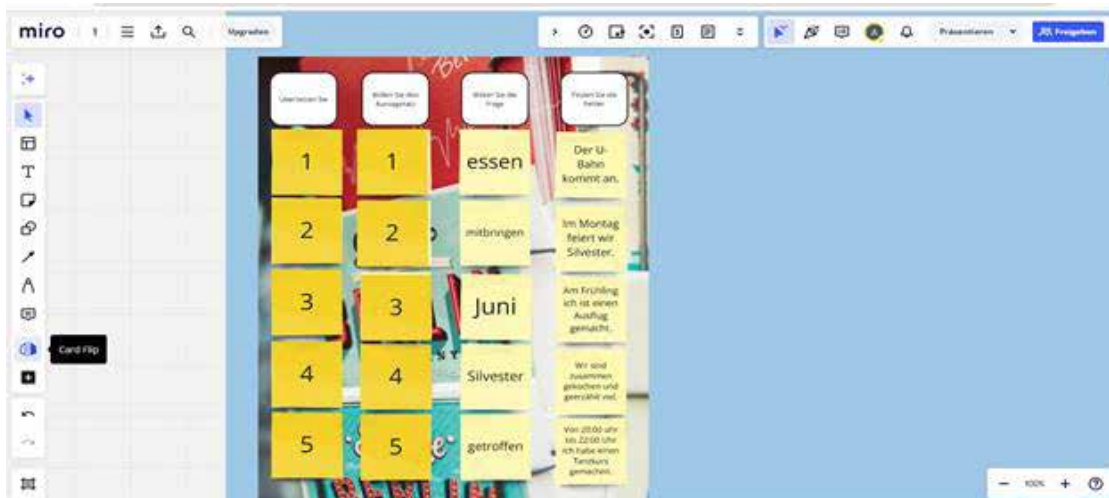 miro
Upgraden
Präsentieren
Freigeben
Card Flip
Übersetzen Sie
Bilden Sie den
Aussagesatz
Bilden Sie die
Frage
Finden Sie die
Fehler
1
1
essen
Der U-
Bahn
kommt an.
2
2
mitbringen
Im Montag
feiert wir
Silvester.
3
3
Juni
Am Frühling
ich ist einen
Ausflug
gemacht.
4
4
Silvester
Wir sind
zusammen
gekochen und
geerzählt viel.
5
5
getroffen
Von 20:00 uhr
bis 22:00 Uhr
ich habe einen
Tanzkurs
gemachen.
100%